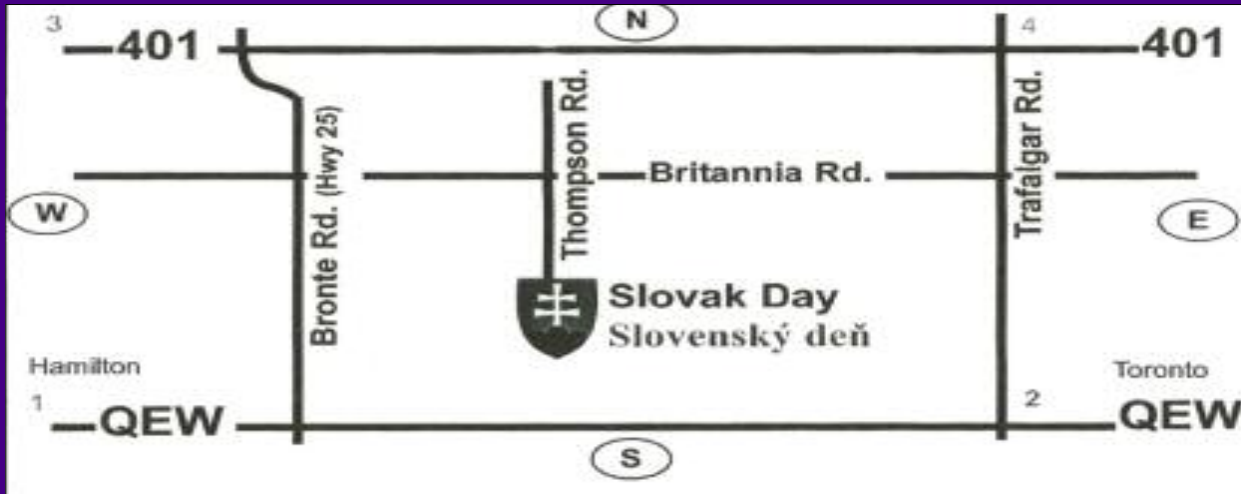 N
3
401
4
401
Bronte Rd. (Hwy 25)
Thompson Rd.
Trafalgar Rd.
Britannia Rd.
W
E
Slovak Day
Slovenský deň
Hamilton
Toronto
1
QEW
2
QEW
S